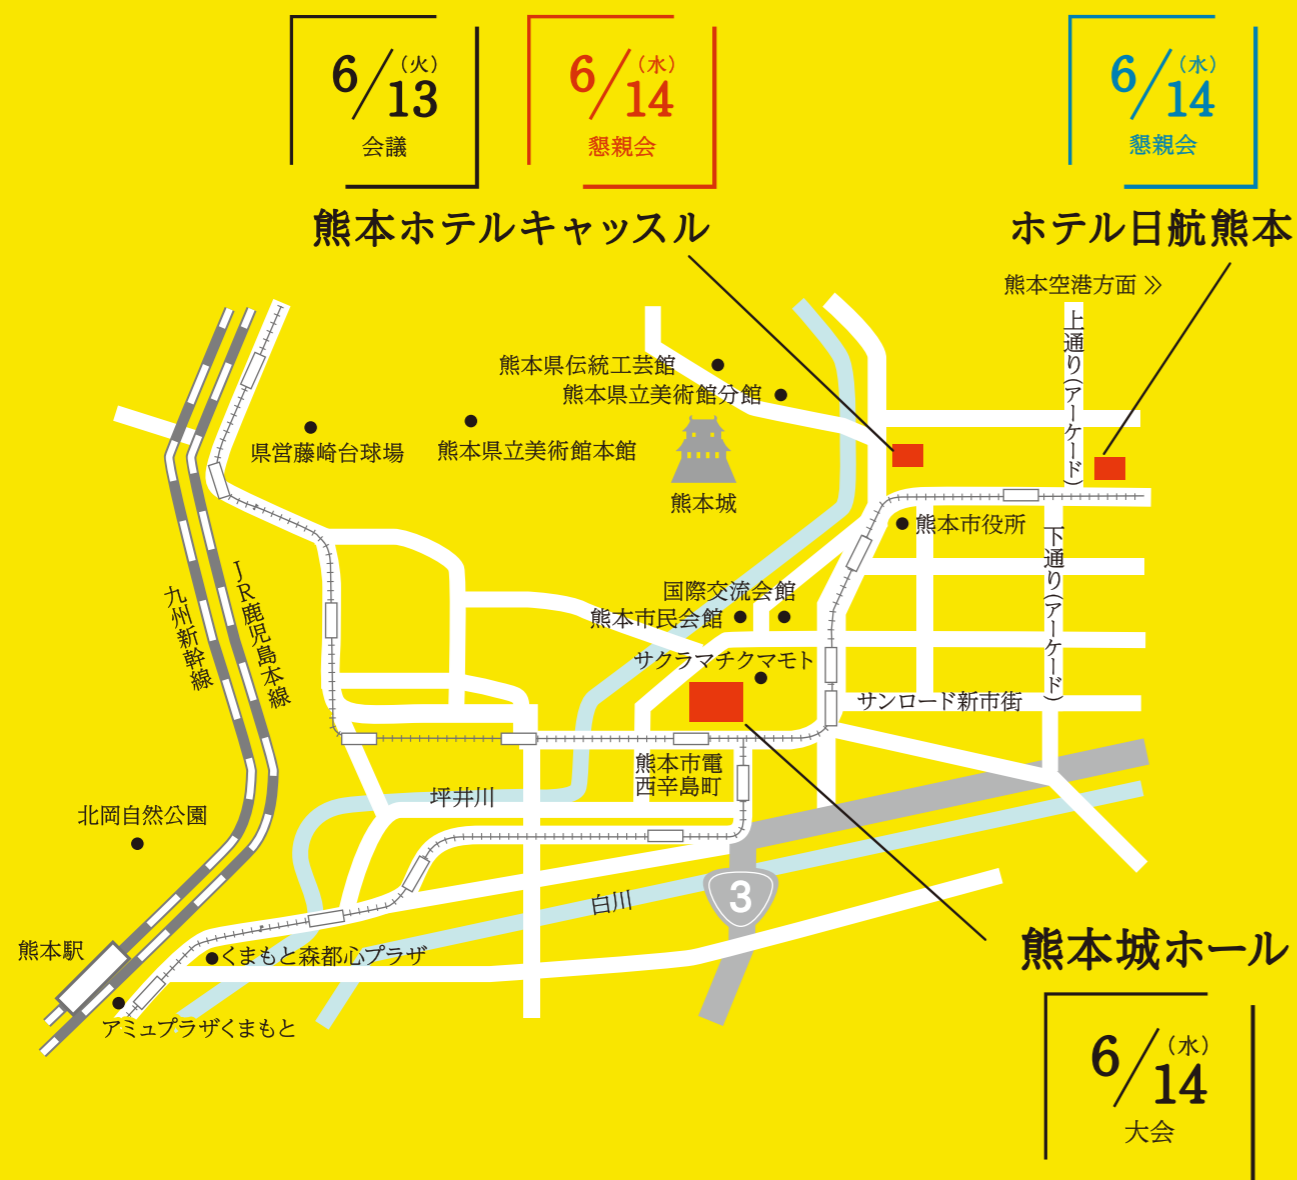 6/13(火)
会議
6/14(水)
懇親会
6/14(水)
懇親会
熊本ホテルキャッスル
ホテル日航熊本
熊本空港方面 ≫
上通り(アーケード)
熊本県伝統工芸館
熊本県立美術館分館
県営藤崎台球場
熊本県立美術館本館
熊本城
熊本市役所
下通り(アーケード)
国際交流会館
熊本市民会館
サクラマチクマモト
サンロード新市街
九州新幹線
JR鹿児島本線
熊本市電
西辛島町
坪井川
北岡自然公園
白川
3
熊本駅
くまもと森都心プラザ
アミュプラザくまもと
熊本城ホール
6/14(水)
大会